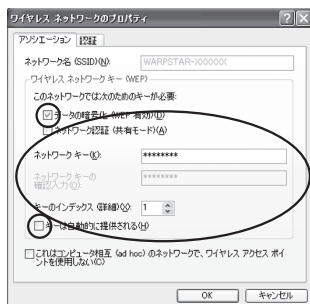 ワイヤレス ネットワークのプロパティ
アソシエーション 認証
ネットワーク名 (SSID)(N): WARPSTAR-XXXXXX
ワイヤレス ネットワーク キー (WEP)
このネットワークでは次のためのキーが必要:
データの暗号化 (WEP 有効)(D)
ネットワーク認証 (共有モード)(A)
ネットワーク キー(K): ********
ネットワーク キーの
確認入力(O): ********
キーのインデックス (詳細)(X): 1
キーは自動的に提供される(H)
これはコンピュータ相互 (ad hoc) のネットワークで、ワイヤレス アクセス ポイ
ントを使用しない(C)
OK キャンセル